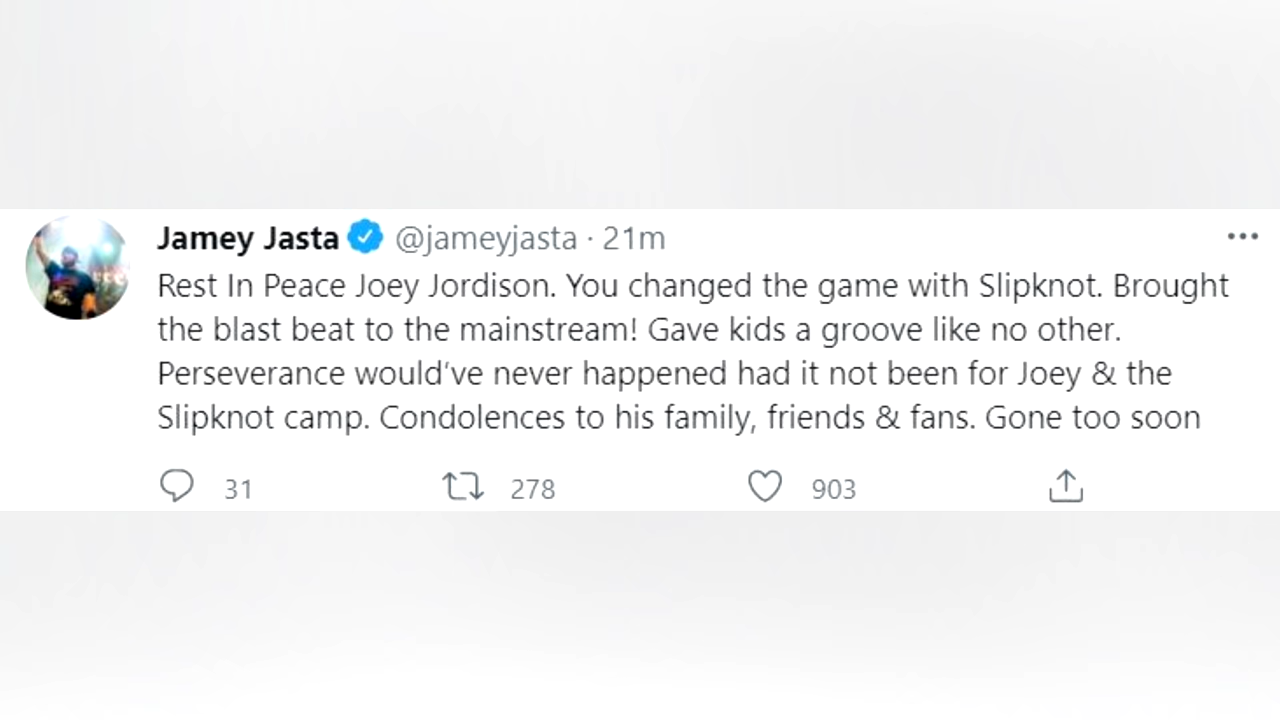 Jamey Jasta @jameyjasta · 21m
Rest In Peace Joey Jordison. You changed the game with Slipknot. Brought
the blast beat to the mainstream! Gave kids a groove like no other.
Perseverance would've never happened had it not been for Joey & the
Slipknot camp. Condolences to his family, friends & fans. Gone too soon
31 278 903